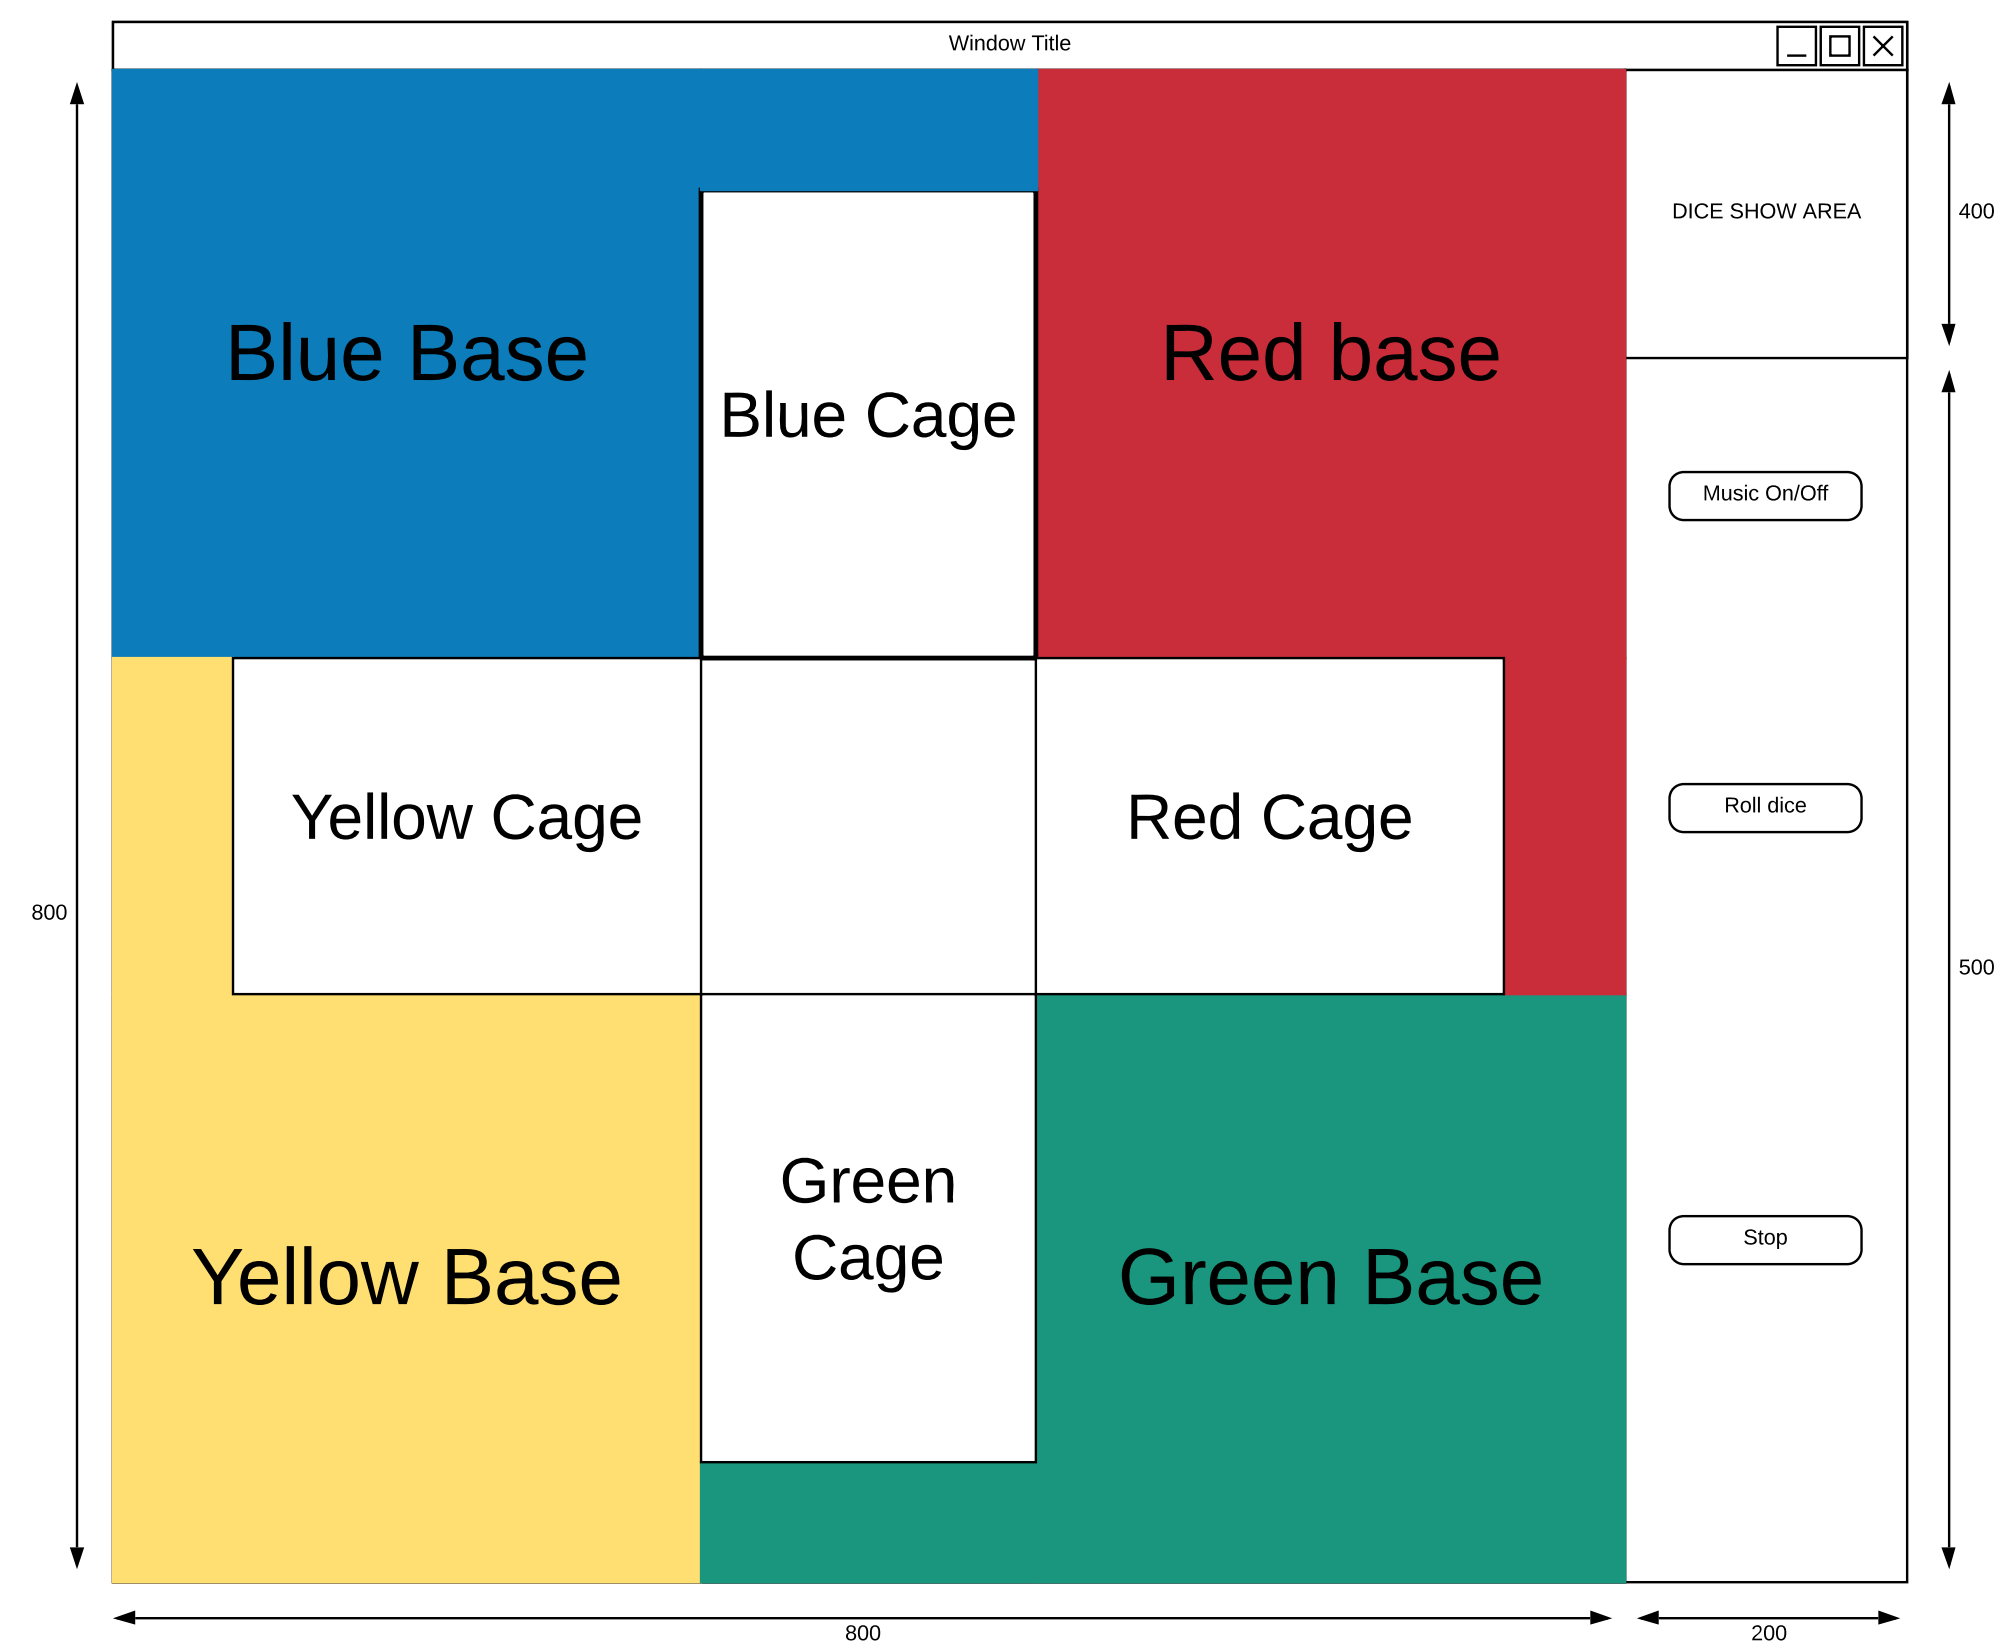 Window Title
DICE SHOW AREA
400
Blue Base
Red base
Blue Cage
Music On/Off
Yellow Cage
Red Cage
Roll dice
800
500
Green
Cage
Yellow Base
Green Base
Stop
800
200